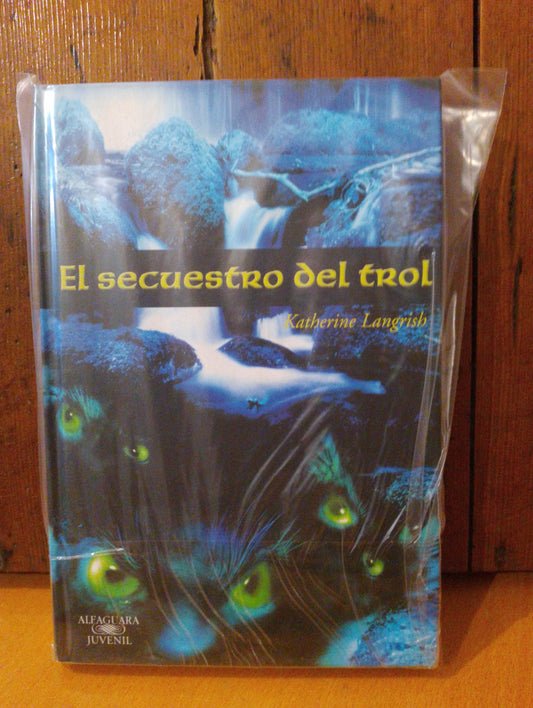 El secuestro del trol
Katherine Langrish
ALFAGUARA
JUVENIL